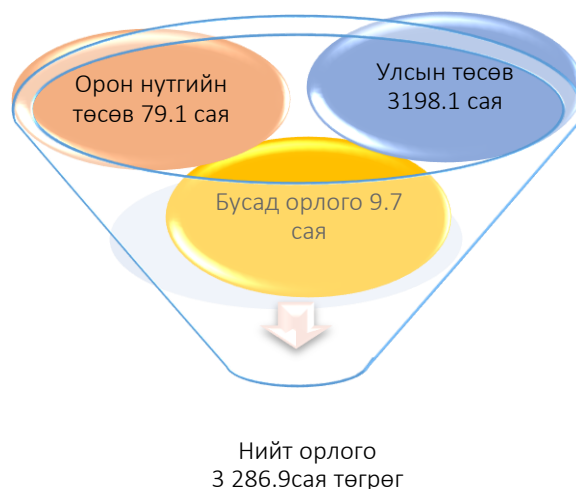 Орон нутгийн
төсөв 79.1 сая
Улсын төсөв
3198.1 сая
Бусад орлого 9.7
сая
Нийт орлого
3 286.9сая төгрөг